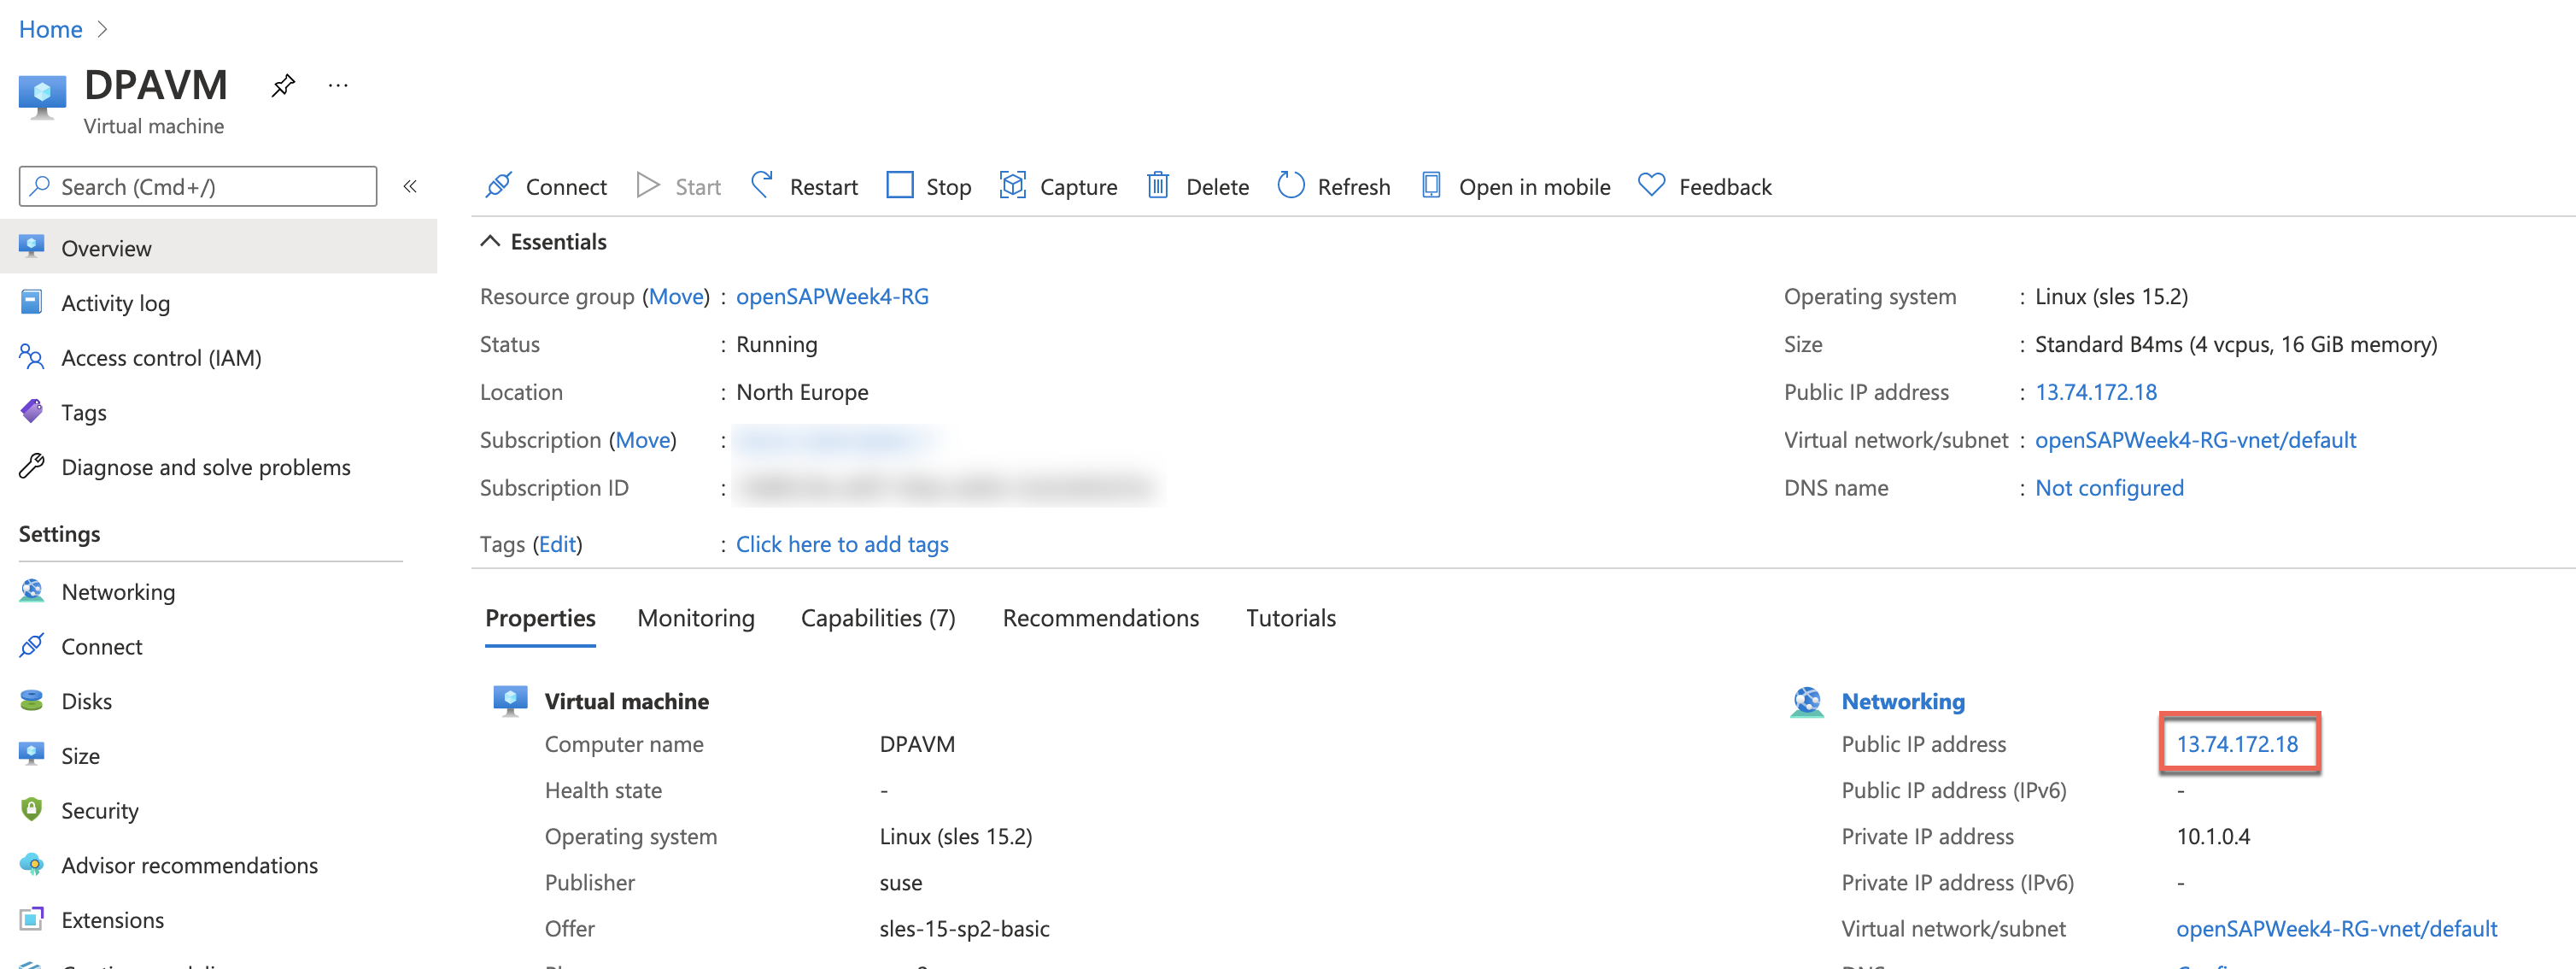 Home
DPAVM
Virtual machine
Search (Cmd+/)
Overview
Activity log
Access control (IAM)
Tags
Diagnose and solve problems
Settings
Networking
Connect
Disks
Size
Security
Advisor recommendations
Extensions
Connect Start Restart Stop Capture Delete Refresh Open in mobile Feedback
Essentials
Resource group (Move) : openSAPWeek4-RG
Status : Running
Location : North Europe
Subscription (Move) :
Subscription ID :
Tags (Edit) : Click here to add tags
Operating system : Linux (sles 15.2)
Size : Standard B4ms (4 vcpus, 16 GiB memory)
Public IP address : 13.74.172.18
Virtual network/subnet : openSAPWeek4-RG-vnet/default
DNS name : Not configured
Properties Monitoring Capabilities (7) Recommendations Tutorials
Virtual machine
Computer name DPAVM
Health state -
Operating system Linux (sles 15.2)
Publisher suse
Offer sles-15-sp2-basic
Networking
Public IP address 13.74.172.18
Public IP address (IPv6) -
Private IP address 10.1.0.4
Private IP address (IPv6) -
Virtual network/subnet openSAPWeek4-RG-vnet/default